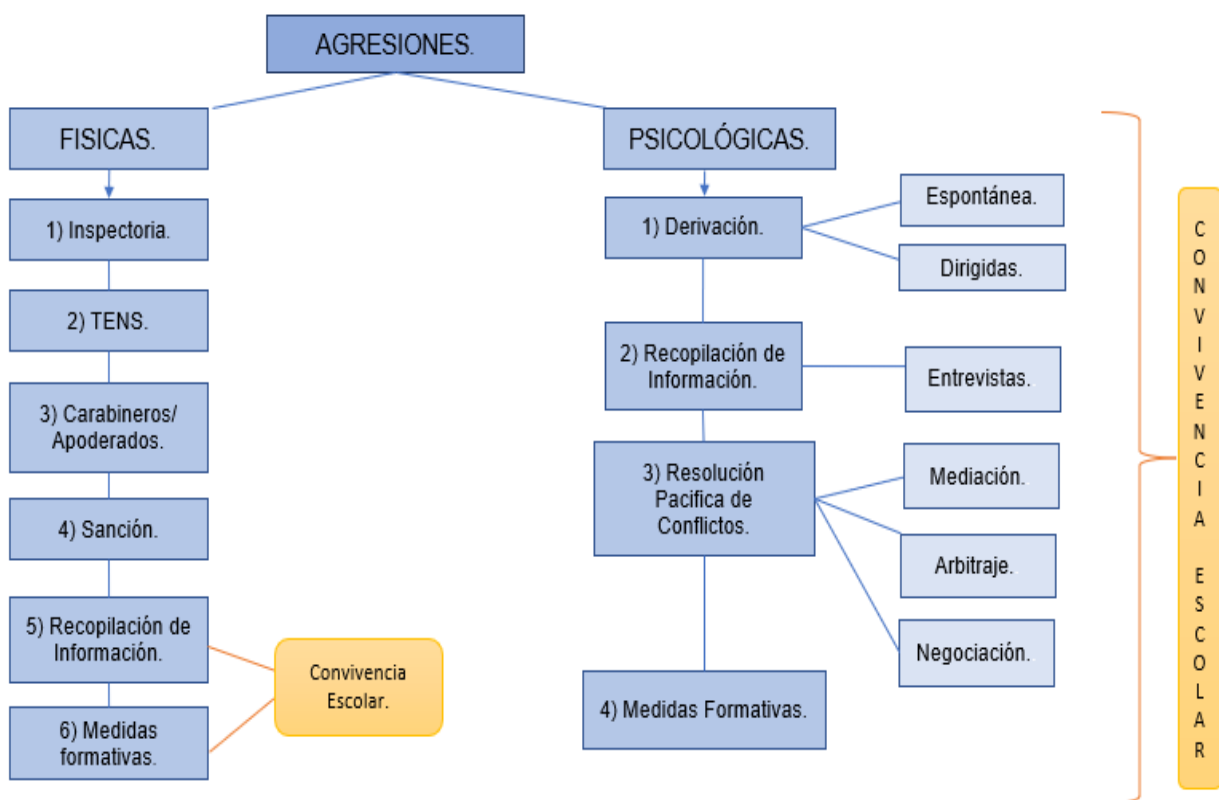 AGRESIONES.
FISICAS.
1) Inspectoria.
2) TENS.
3) Carabineros/
Apoderados.
4) Sanción.
5) Recopilación de
Información.
6) Medidas
formativas.
Convivencia
Escolar.
PSICOLÓGICAS.
1) Derivación.
Espontánea.
Dirigidas.
2) Recopilación de
Información.
Entrevistas.
3) Resolución
Pacifica de
Conflictos.
Mediación.
Arbitraje.
Negociación.
4) Medidas Formativas.
CONVIVENCIA ESCOLAR